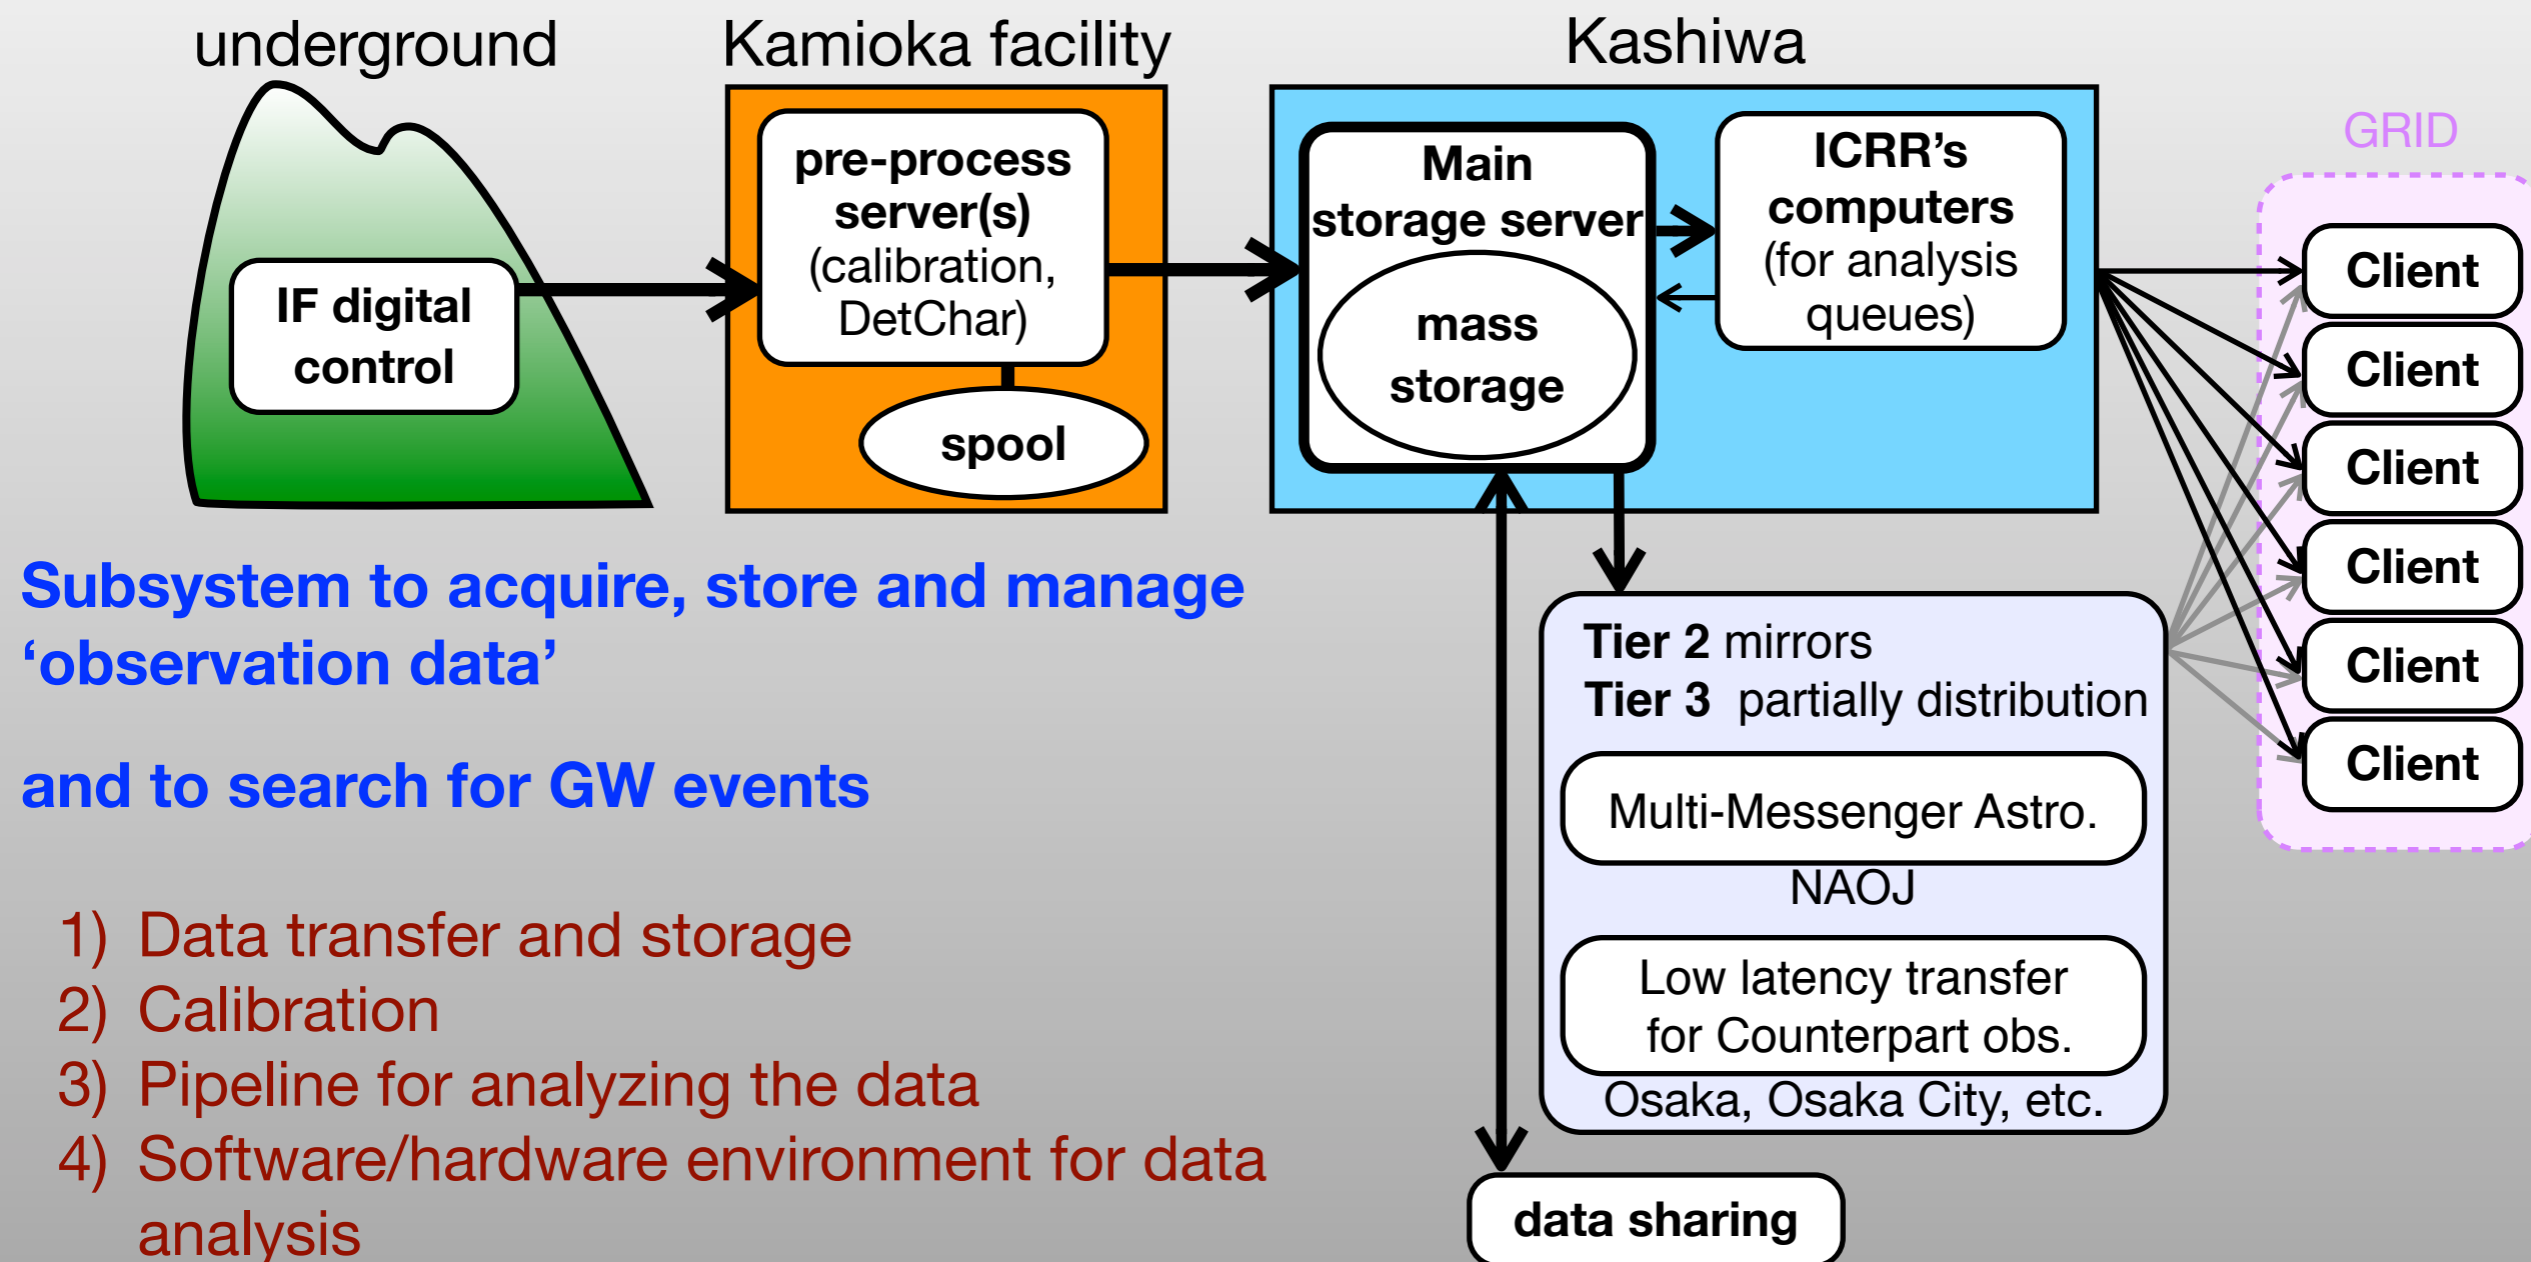 underground
Kamioka facility
Kashiwa
IF digital
control
pre-process
server(s)
(calibration,
DetChar)
spool
Main
storage server
mass
storage
ICRR's
computers
(for analysis
queues)
GRID
Client
Client
Client
Client
Client
Client
Subsystem to acquire, store and manage
‘observation data’
and to search for GW events
1) Data transfer and storage
2) Calibration
3) Pipeline for analyzing the data
4) Software/hardware environment for data
analysis
Tier 2 mirrors
Tier 3 partially distribution
Multi-Messenger Astro.
NAOJ
Low latency transfer
for Counterpart obs.
Osaka, Osaka City, etc.
data sharing